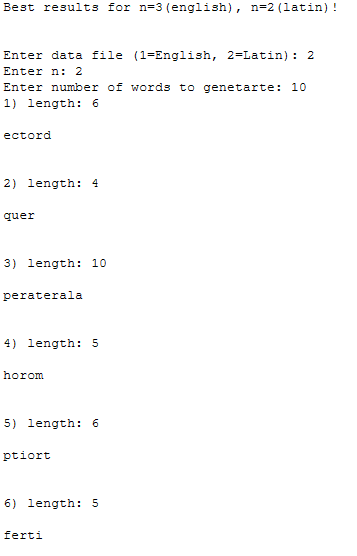 Best results for n=3(english), n=2(latin)!
Enter data file (1=English, 2=Latin): 2
Enter n: 2
Enter number of words to genetarte: 10
1) length: 6
ectord
2) length: 4
quer
3) length: 10
peraterala
4) length: 5
horom
5) length: 6
ptiort
6) length: 5
ferti